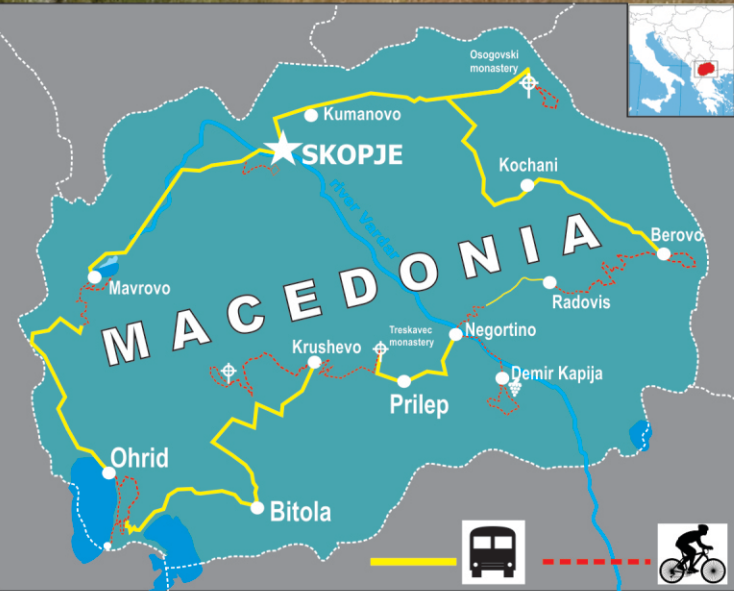 Osogovski
monastery
Kumanovo
SKOPJE
Kochani
river Vardar
Berovo
MACEDONIA
Mavrovo
Radovis
Negortino
Treskavec
monastery
Krushevo
Demir Kapija
Prilep
Ohrid
Bitola